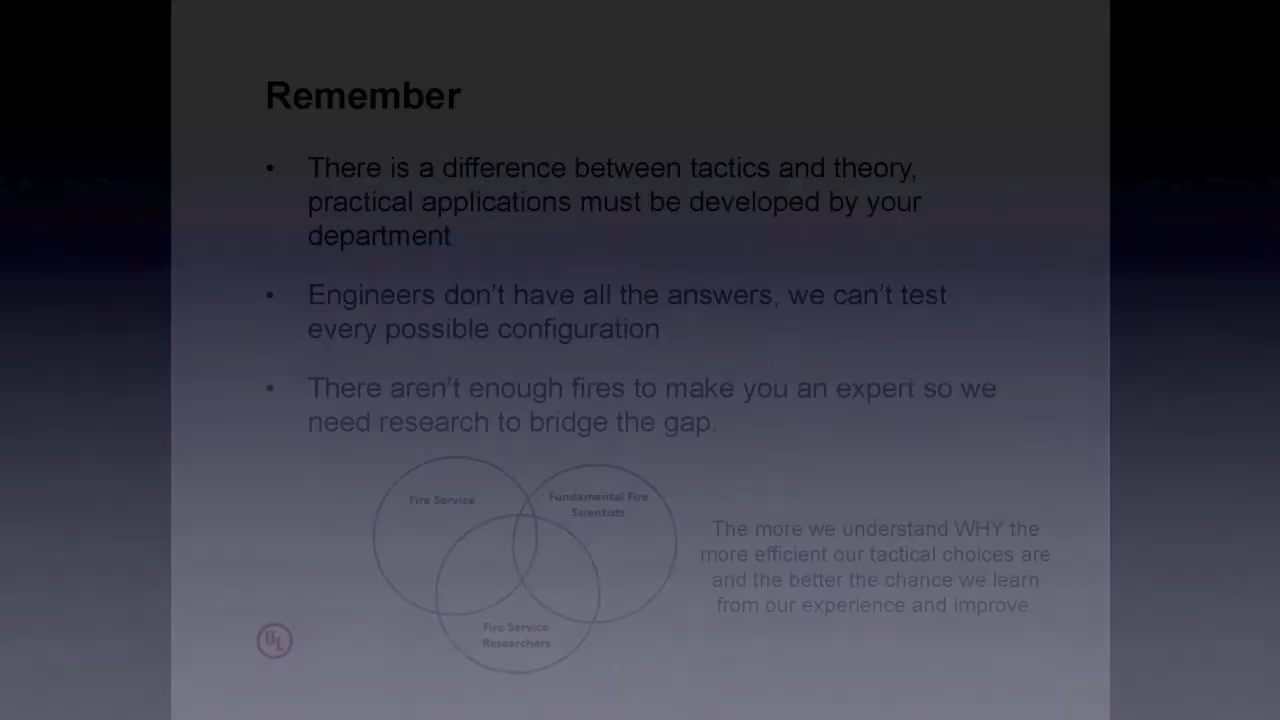 Remember
• There is a difference between tactics and theory,
practical applications must be developed by your
department
• Engineers don't have all the answers, we can't test
every possible configuration
• There aren't enough fires to make you an expert so we
need research to bridge the gap.
Fire Service
Fundamental Fire
Scientists
Fire Service
Researchers
The more we understand WHY the
more efficient our tactical choices are
and the better the chance we learn
from our experience and improve.
UL